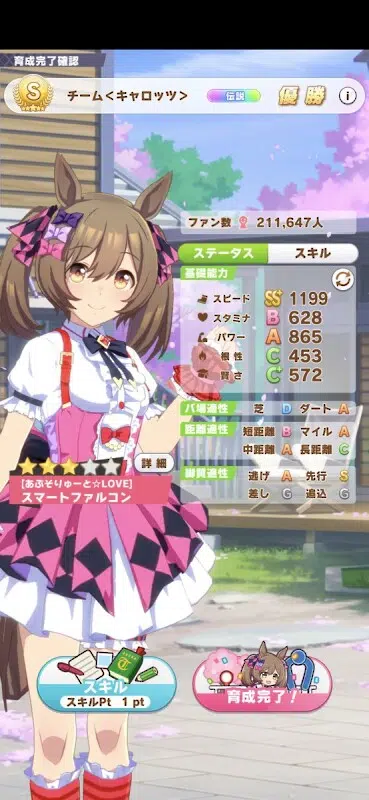 育成完了確認
S
チーム<キャロッツ>
伝説
優勝
i
ファン数 211,647人
ステータス
スキル
基礎能力
スピード SS 1199
スタミナ B 628
パワー A 865
根性 C 453
賢さ C 572
バ場適性 芝 D ダート A
距離適性 短距離 B マイル A
中距離 A 長距離 C
脚質適性 逃げ A 先行 S
差し G 追込 G
詳細
[あぷそりゅーと☆LOVE]
スマートファルコン
スキル
スキルPt 1 pt
育成完了！